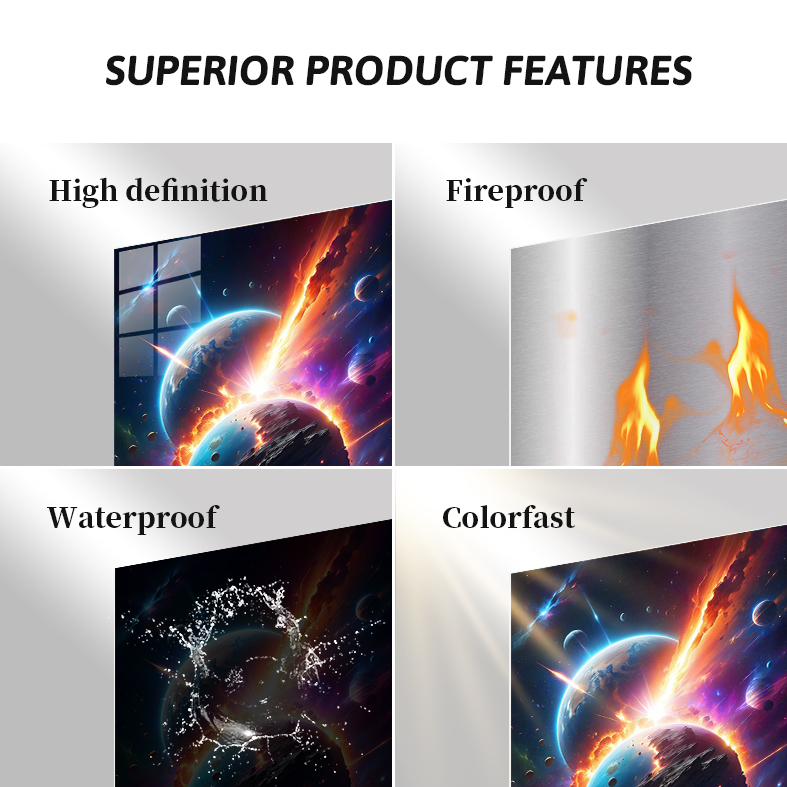 SUPERIOR PRODUCT FEATURES
High definition
Fireproof
Waterproof
Colorfast